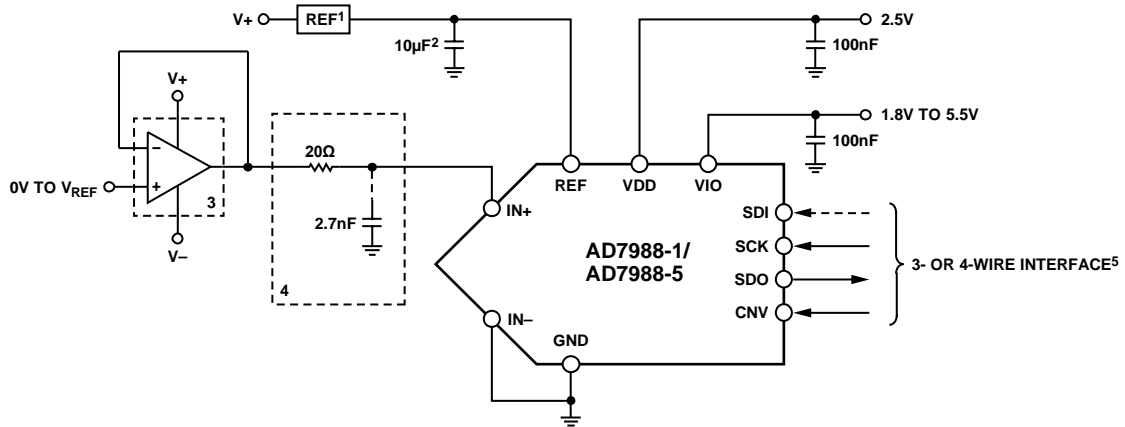 V+ REF1
10µF2
2.5V
100nF
1.8V TO 5.5V
100nF
V+
–
+
0V TO VREF
3
V–
20Ω
2.7nF
4
REF VDD VIO
IN+
IN–
GND
AD7988-1/
AD7988-5
SDI
SCK
SDO
CNV
3- OR 4-WIRE INTERFACE5